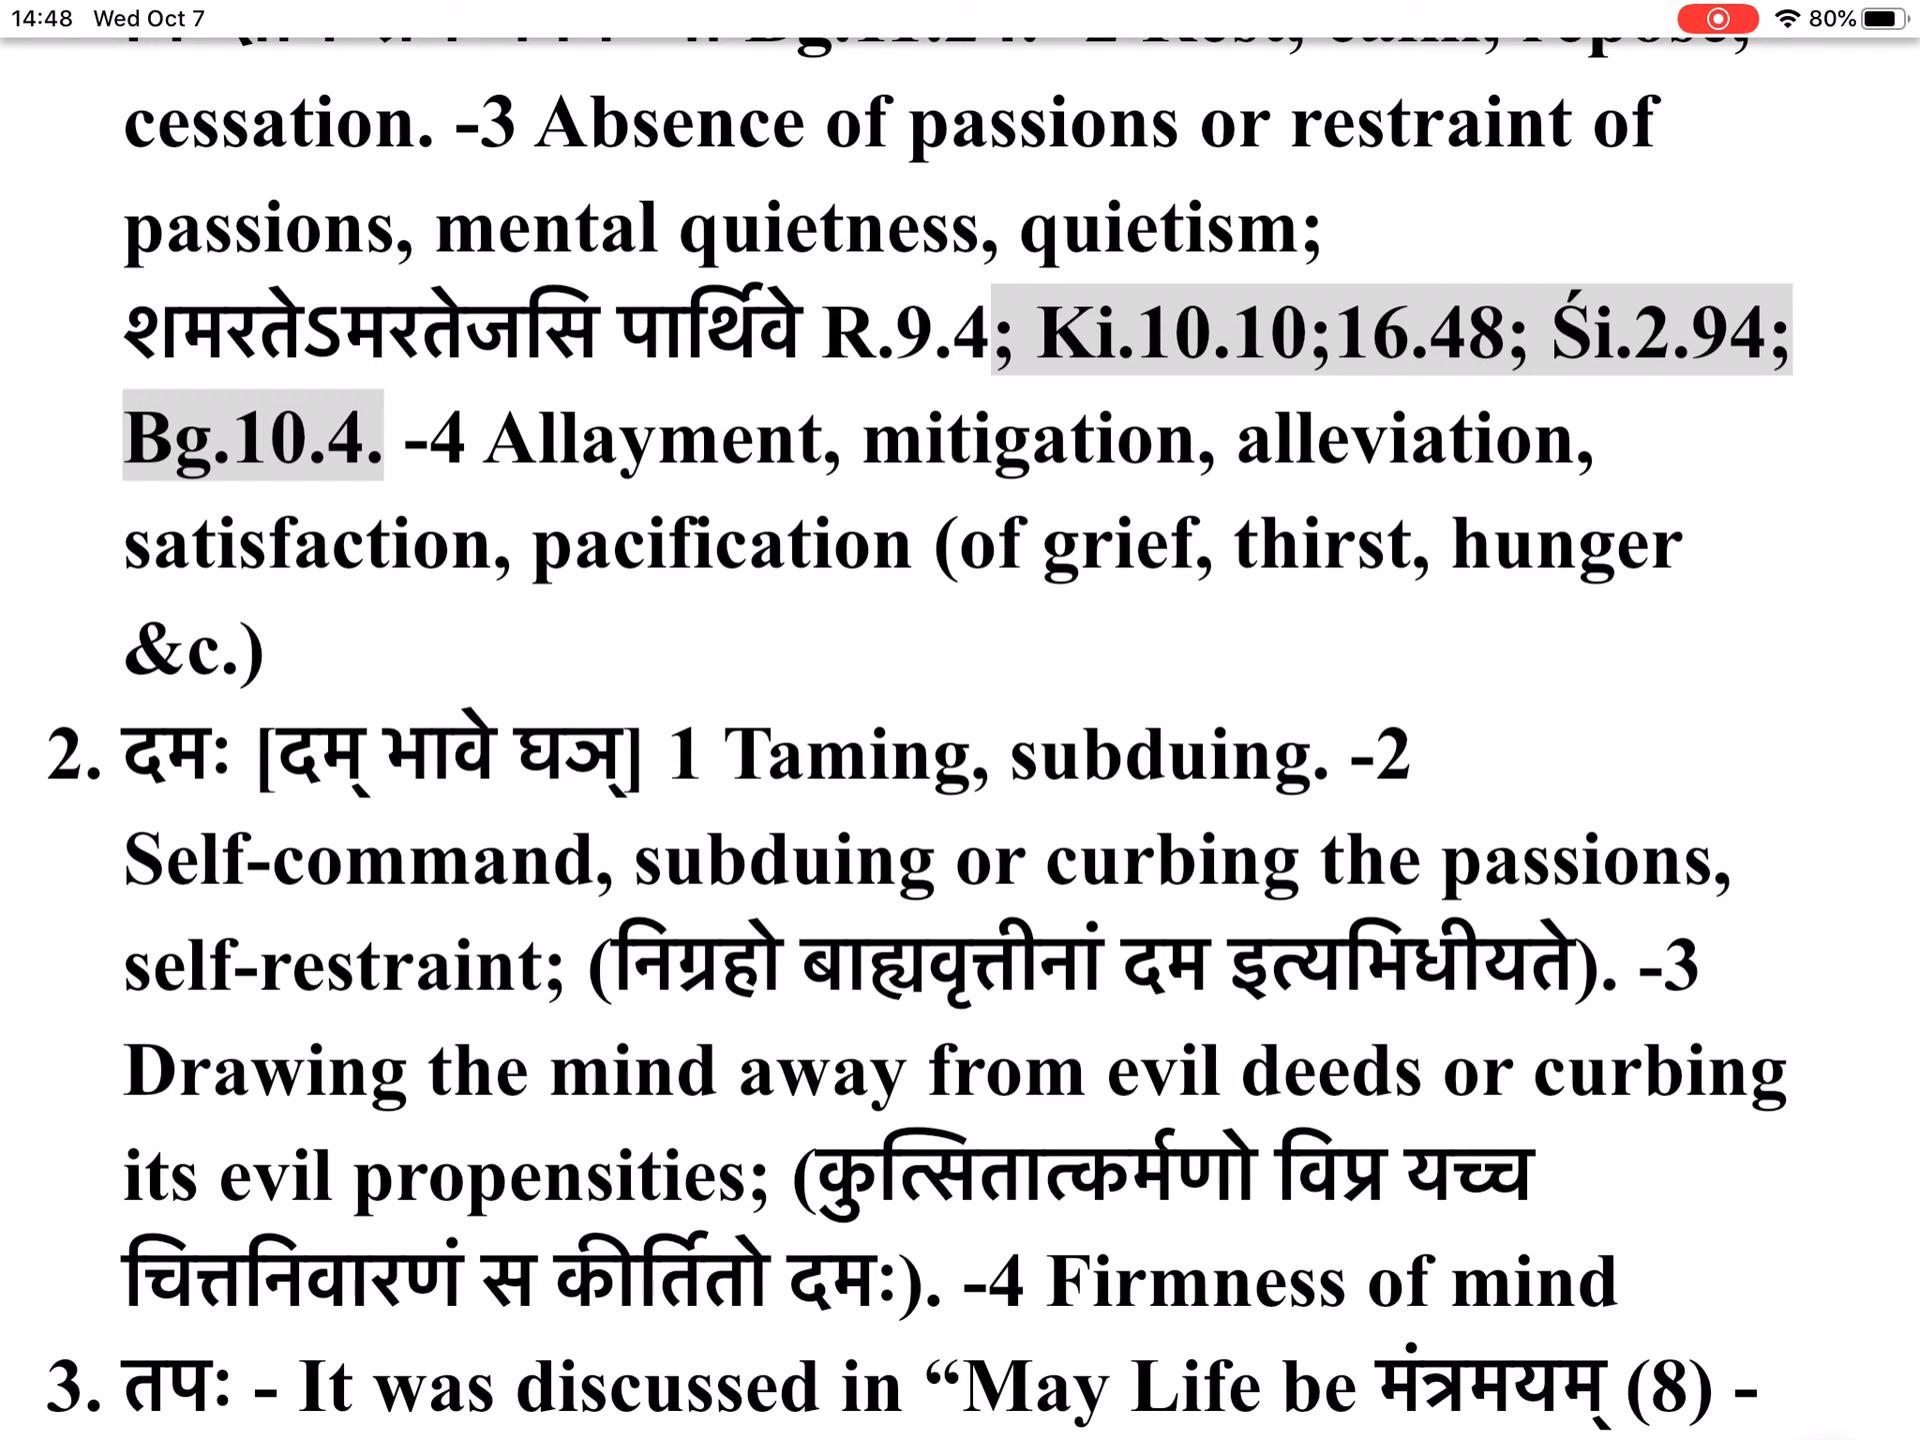 14:48 Wed Oct 7 80%
cessation. -3 Absence of passions or restraint of
passions, mental quietness, quietism;
शमरतेऽमरतेजसि पार्थिवे R.9.4; Ki.10.10;16.48; Śi.2.94;
Bg.10.4. -4 Allayment, mitigation, alleviation,
satisfaction, pacification (of grief, thirst, hunger
&c.)
2. दमः [दम् भावे घञ्] 1 Taming, subduing. -2
Self-command, subduing or curbing the passions,
self-restraint; (निग्रहो बाह्यवृत्तीनां दम इत्यभिधीयते). -3
Drawing the mind away from evil deeds or curbing
its evil propensities; (कुत्सितात्कर्मणो विप्र यच्च
चित्तनिवारणं स कीर्तितो दमः). -4 Firmness of mind
3. तपः - It was discussed in “May Life be मंत्रमयम् (8) -